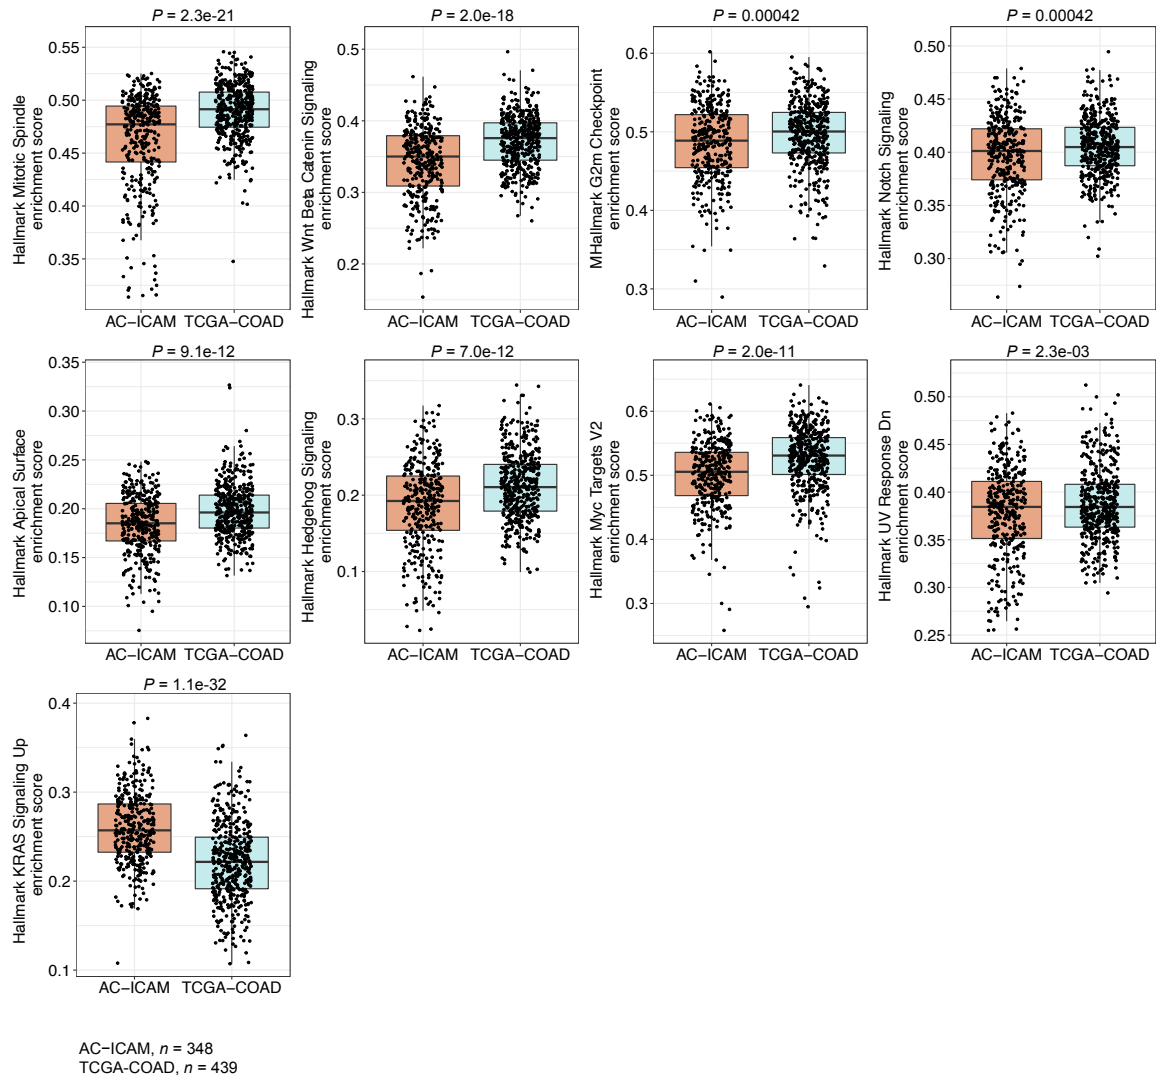 P = 2.3e-21
Hallmark Mitotic Spindle
enrichment score
0.55
0.50
0.45
0.40
0.35
AC−ICAM TCGA−COAD
P = 2.0e-18
Hallmark Wnt Beta Catenin Signaling
enrichment score
0.5
0.4
0.3
0.2
AC−ICAM TCGA−COAD
P = 0.00042
MHallmark G2m Checkpoint
enrichment score
0.6
0.5
0.4
0.3
AC−ICAM TCGA−COAD
P = 0.00042
Hallmark Notch Signaling
enrichment score
0.50
0.45
0.40
0.35
0.30
AC−ICAM TCGA−COAD
P = 9.1e-12
Hallmark Apical Surface
enrichment score
0.35
0.30
0.25
0.20
0.15
0.10
AC−ICAM TCGA−COAD
P = 7.0e-12
Hallmark Hedgehog Signaling
enrichment score
0.3
0.2
0.1
AC−ICAM TCGA−COAD
P = 2.0e-11
Hallmark Myc Targets V2
enrichment score
0.6
0.5
0.4
0.3
AC−ICAM TCGA−COAD
P = 2.3e-03
Hallmark UV Response Dn
enrichment score
0.50
0.45
0.40
0.35
0.30
0.25
AC−ICAM TCGA−COAD
P = 1.1e-32
Hallmark KRAS Signaling Up
enrichment score
0.4
0.3
0.2
0.1
AC−ICAM TCGA−COAD
AC−ICAM, n = 348
TCGA-COAD, n = 439